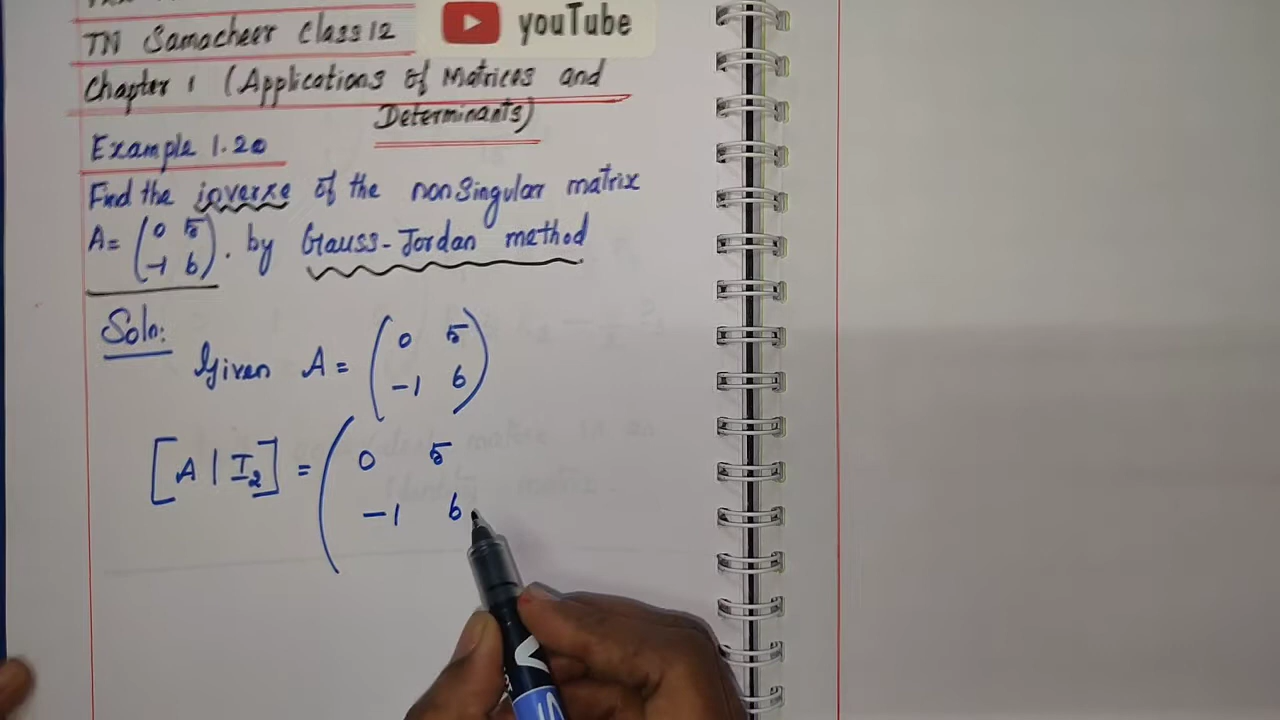 TN Samacheer Class 12
YouTube
Chapter 1 (Applications of Matrices and
Determinants)
Example 1.20
Find the inverse of the nonSingular matrix
A= (0 5
-1 6). by Gauss-Jordan method
Soln:
Given A = (0 5
-1 6)
[A | I₂] = (0 5
-1 6